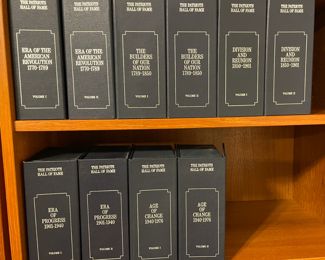 THE PATRIOTS
HALL OF FAME
ERA OF
THE AMERICAN
REVOLUTION
1770-1789
VOLUME I
THE PATRIOTS
HALL OF FAME
ERA OF
THE AMERICAN
REVOLUTION
1770-1789
VOLUME II
THE PATRIOTS
HALL OF FAME
THE
BUILDERS
OF OUR
NATION
1789-1850
VOLUME I
THE PATRIOTS
HALL OF FAME
THE
BUILDERS
OF OUR
NATION
1789-1850
VOLUME II
THE PATRIOTS
HALL OF FAME
DIVISION
AND
REUNION
1850-1901
VOLUME I
THE PATRIOTS
HALL OF FAME
DIVISION
AND
REUNION
1850-1901
VOLUME II
THE PATRIOTS
HALL OF FAME
ERA
OF
PROGRESS
1901-1940
VOLUME I
THE PATRIOTS
HALL OF FAME
ERA
OF
PROGRESS
1901-1940
VOLUME II
THE PATRIOTS
HALL OF FAME
AGE
OF
CHANGE
1940-1976
VOLUME I
THE PATRIOTS
HALL OF FAME
AGE
OF
CHANGE
1940-1976
VOLUME II